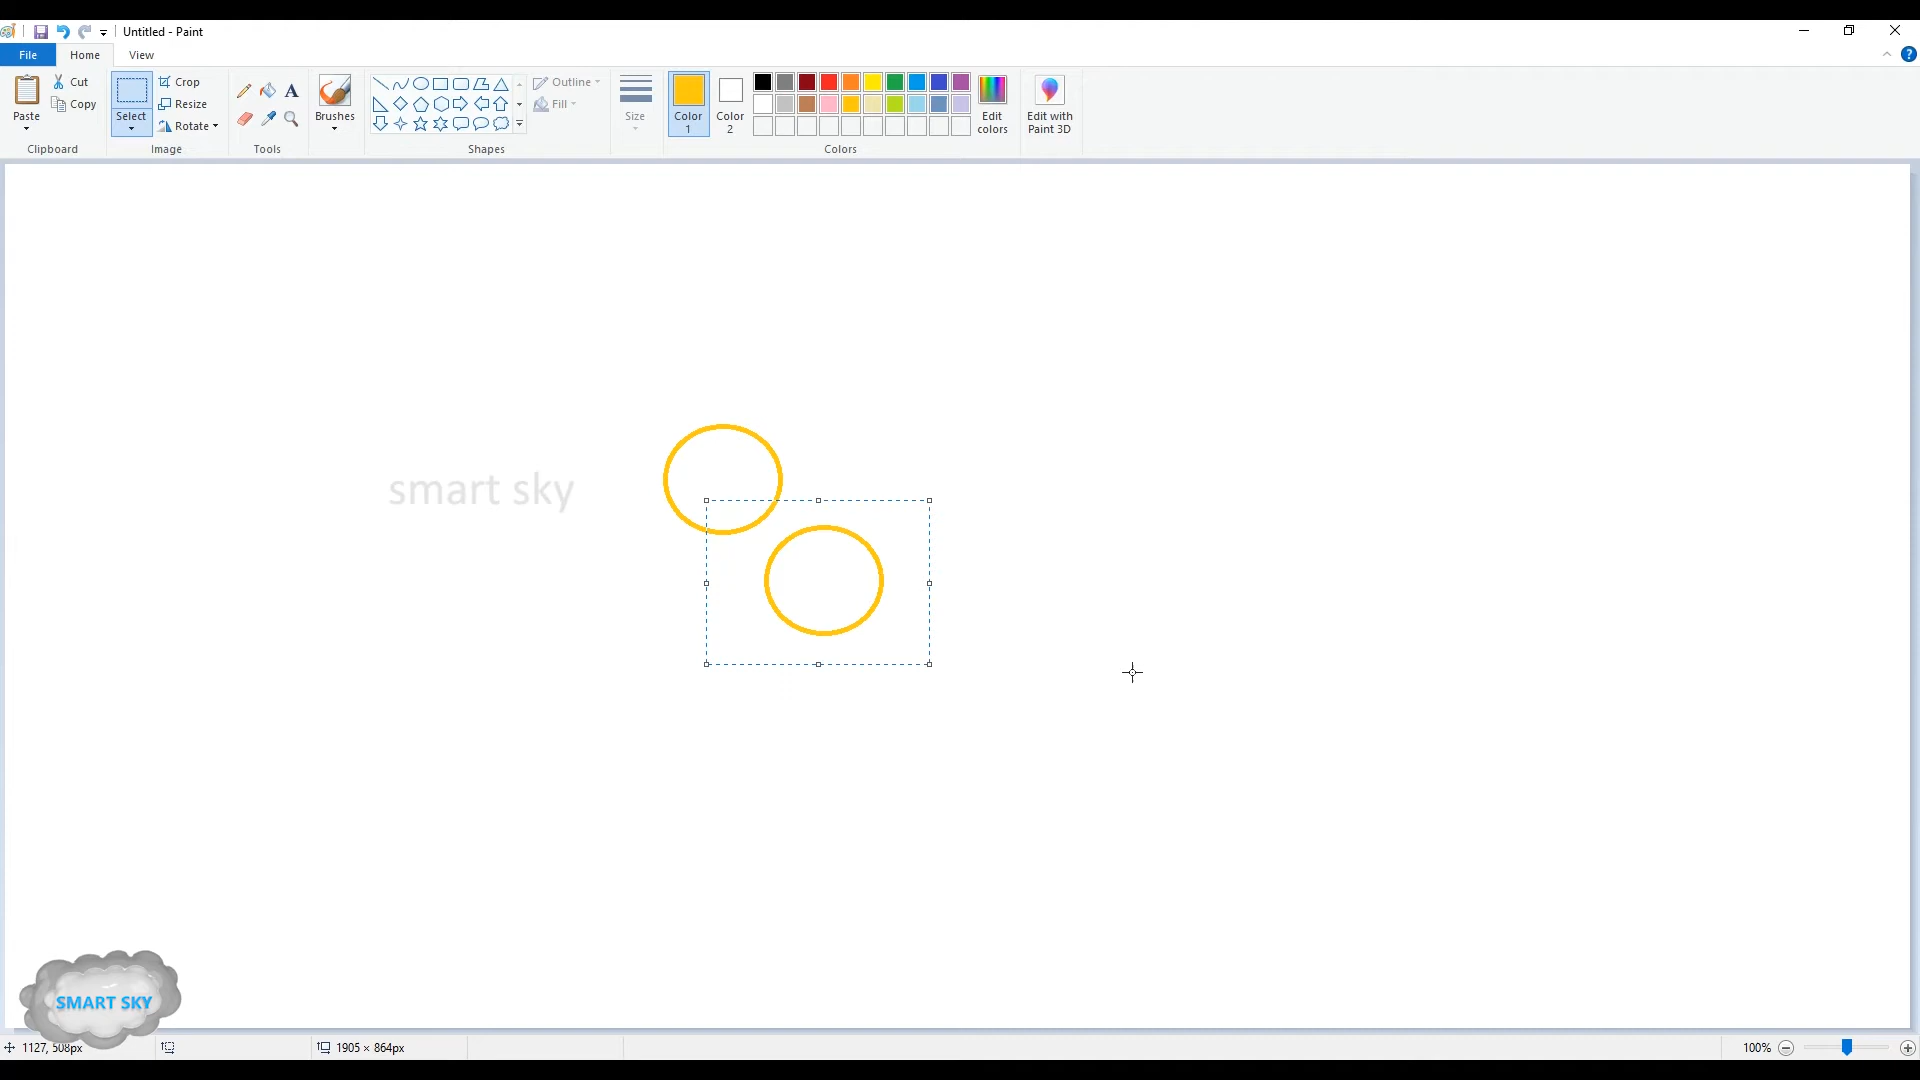 Untitled - Paint
File Home View
Paste
Cut
Copy
Clipboard
Select
Crop
Resize
Rotate
Image
Tools
Brushes
Shapes
Outline
Fill
Size
Color 1
Color 2
Colors
Edit colors
Edit with Paint 3D
smart sky
SMART SKY
1127, 508px
1905 × 864px
100%